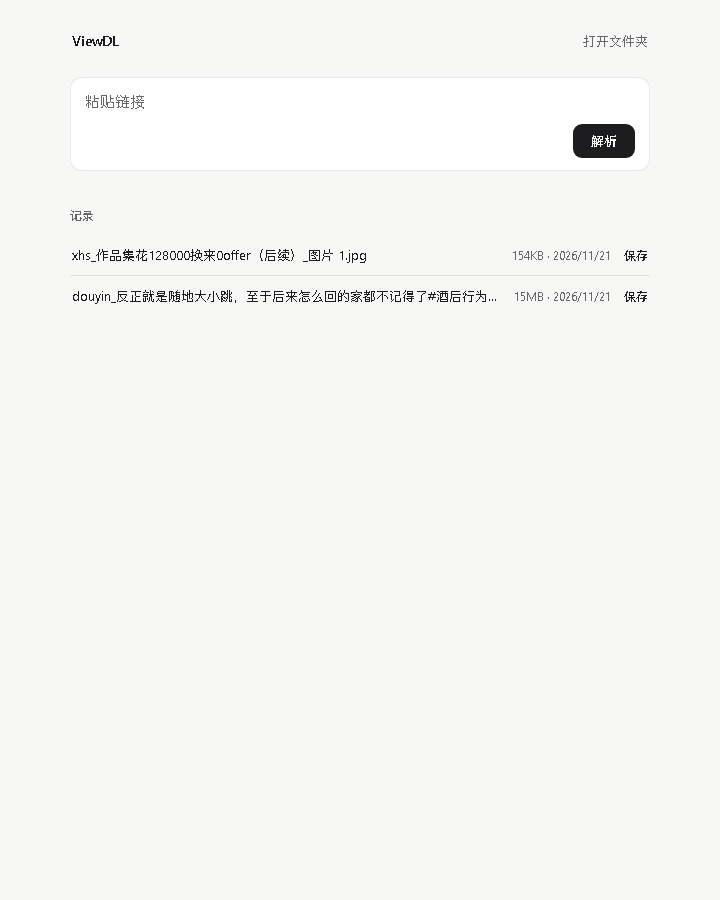 ViewDL 打开文件夹
粘贴链接
解析
记录
xhs_作品集花128000换来0offer（后续）_图片 1.jpg 154KB · 2026/11/21 保存
douyin_反正就是随地大小跳，至于后来怎么回的家都不记得了#酒后行为... 15MB · 2026/11/21 保存